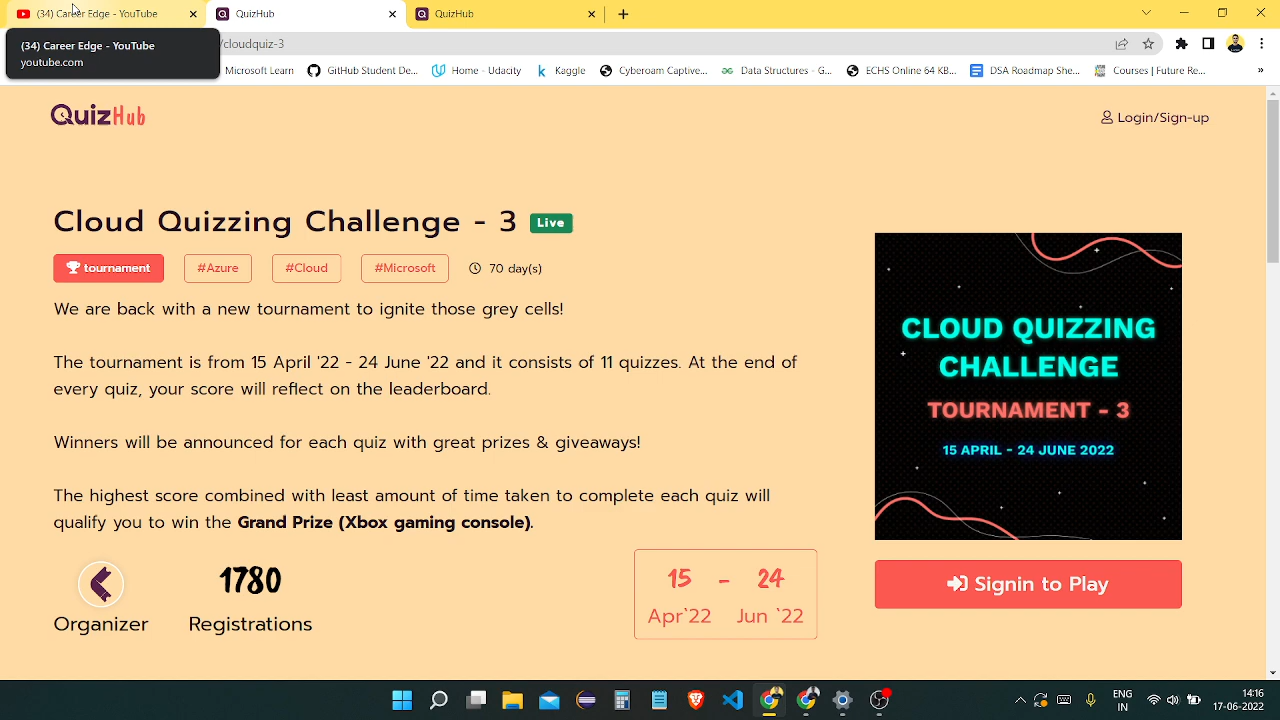 (34) Career Edge - YouTube
QuizHub
QuizHub
(34) Career Edge - YouTube
youtube.com
/cloudquiz-3
Microsoft Learn
GitHub Student De...
Home - Udacity
Kaggle
Cyberoam Captive...
Data Structures - G...
ECHS Online 64 KB...
DSA Roadmap She...
Courses | Future Re...
»
QuizHub
Login/Sign-up
Cloud Quizzing Challenge - 3 Live
tournament #Azure #Cloud #Microsoft 70 day(s)
We are back with a new tournament to ignite those grey cells!
The tournament is from 15 April '22 - 24 June '22 and it consists of 11 quizzes. At the end of
every quiz, your score will reflect on the leaderboard.
Winners will be announced for each quiz with great prizes & giveaways!
The highest score combined with least amount of time taken to complete each quiz will
qualify you to win the Grand Prize (Xbox gaming console).
1780
Organizer
Registrations
15 - 24
Apr`22 Jun `22
CLOUD QUIZZING
CHALLENGE
TOURNAMENT - 3
15 APRIL - 24 JUNE 2022
Signin to Play
ENG
IN
14:16
17-06-2022